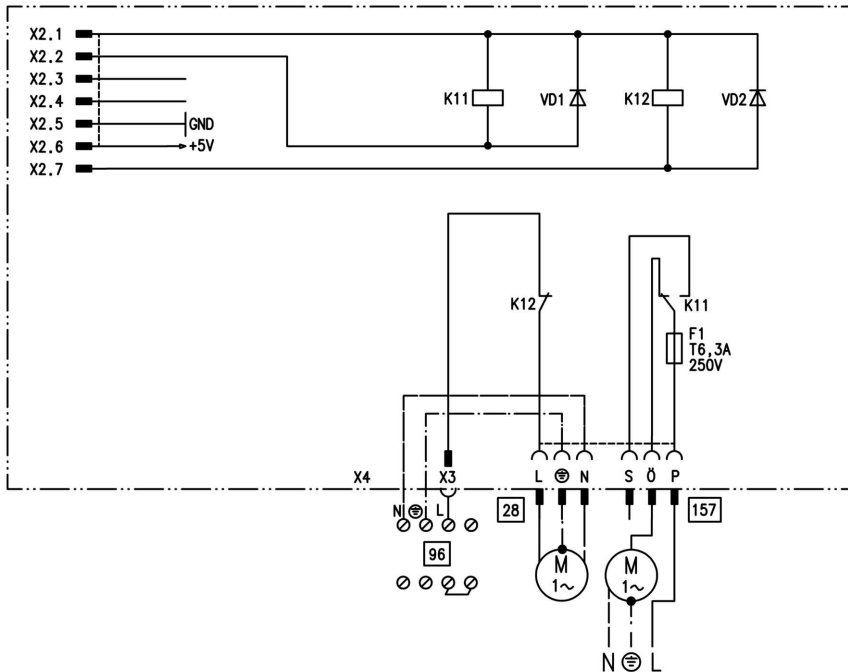 X2.1
X2.2
X2.3
X2.4
X2.5 GND
X2.6 +5V
X2.7
K11 VD1 K12 VD2
K12
K11
F1
T6,3A
250V
X4 X3 L N S Ö P
N L
28 157
96
M
1~
M
1~
N L